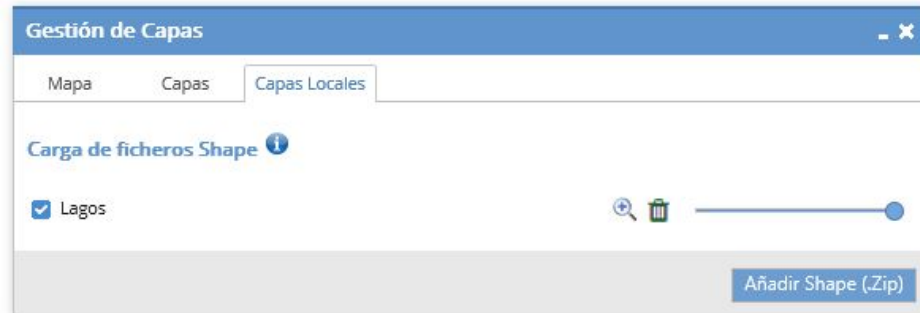 Gestión de Capas
Mapa Capas Capas Locales
Carga de ficheros Shape
Lagos
Añadir Shape (.Zip)